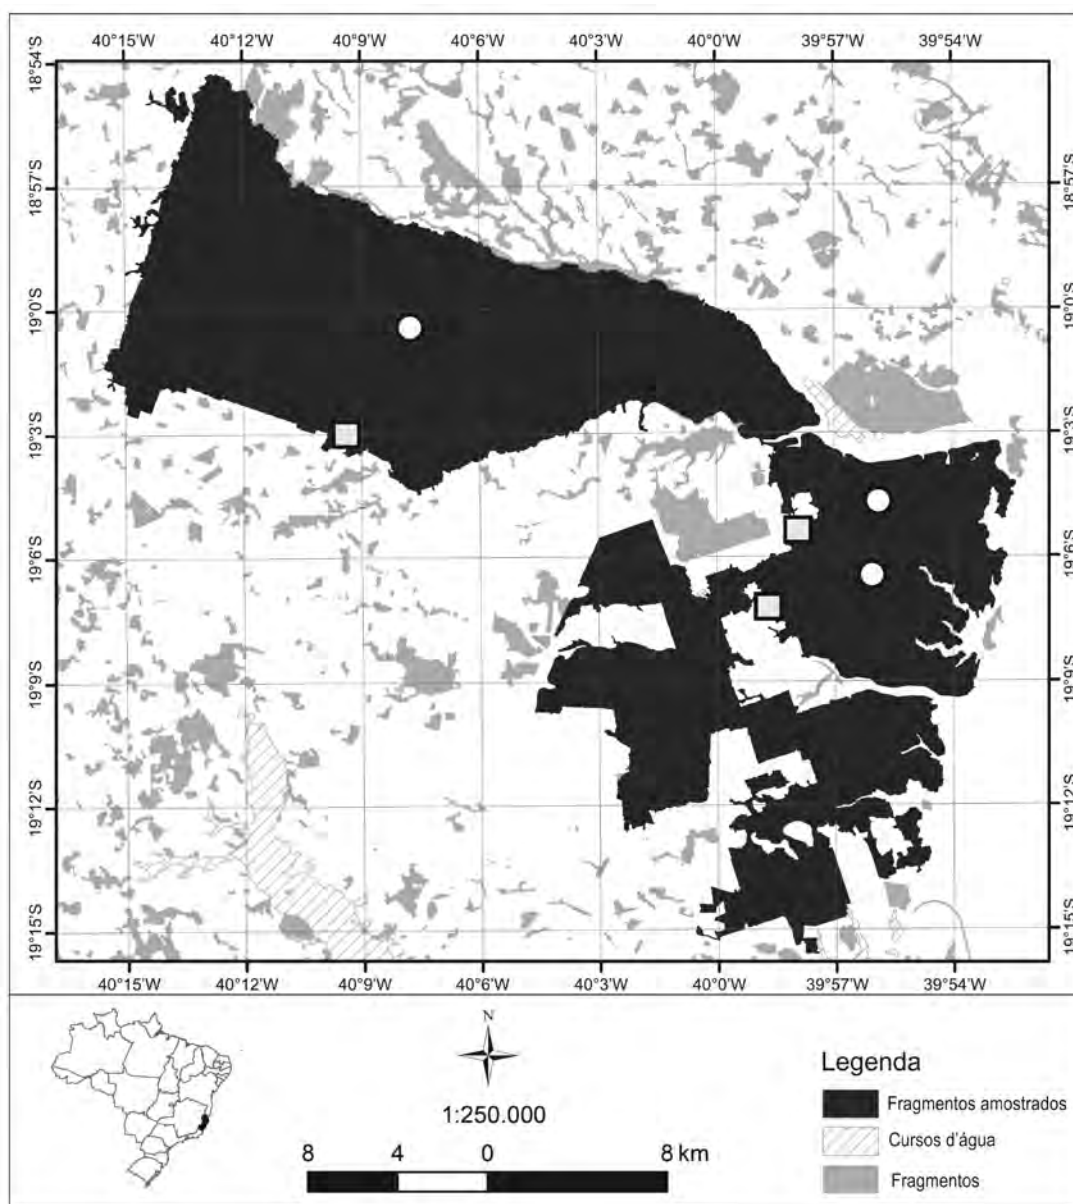 40°15'W 40°12'W 40°9'W 40°6'W 40°3'W 40°0'W 39°57'W 39°54'W
18°54'S
18°57'S 18°57'S
19°0'S 19°0'S
19°3'S 19°3'S
19°6'S 19°6'S
19°9'S 19°9'S
19°12'S 19°12'S
19°15'S 19°15'S
40°15'W 40°12'W 40°9'W 40°6'W 40°3'W 40°0'W 39°57'W 39°54'W
N
1:250.000
8 4 0 8 km
Legenda
Fragmentos amostrados
Cursos d'água
Fragmentos